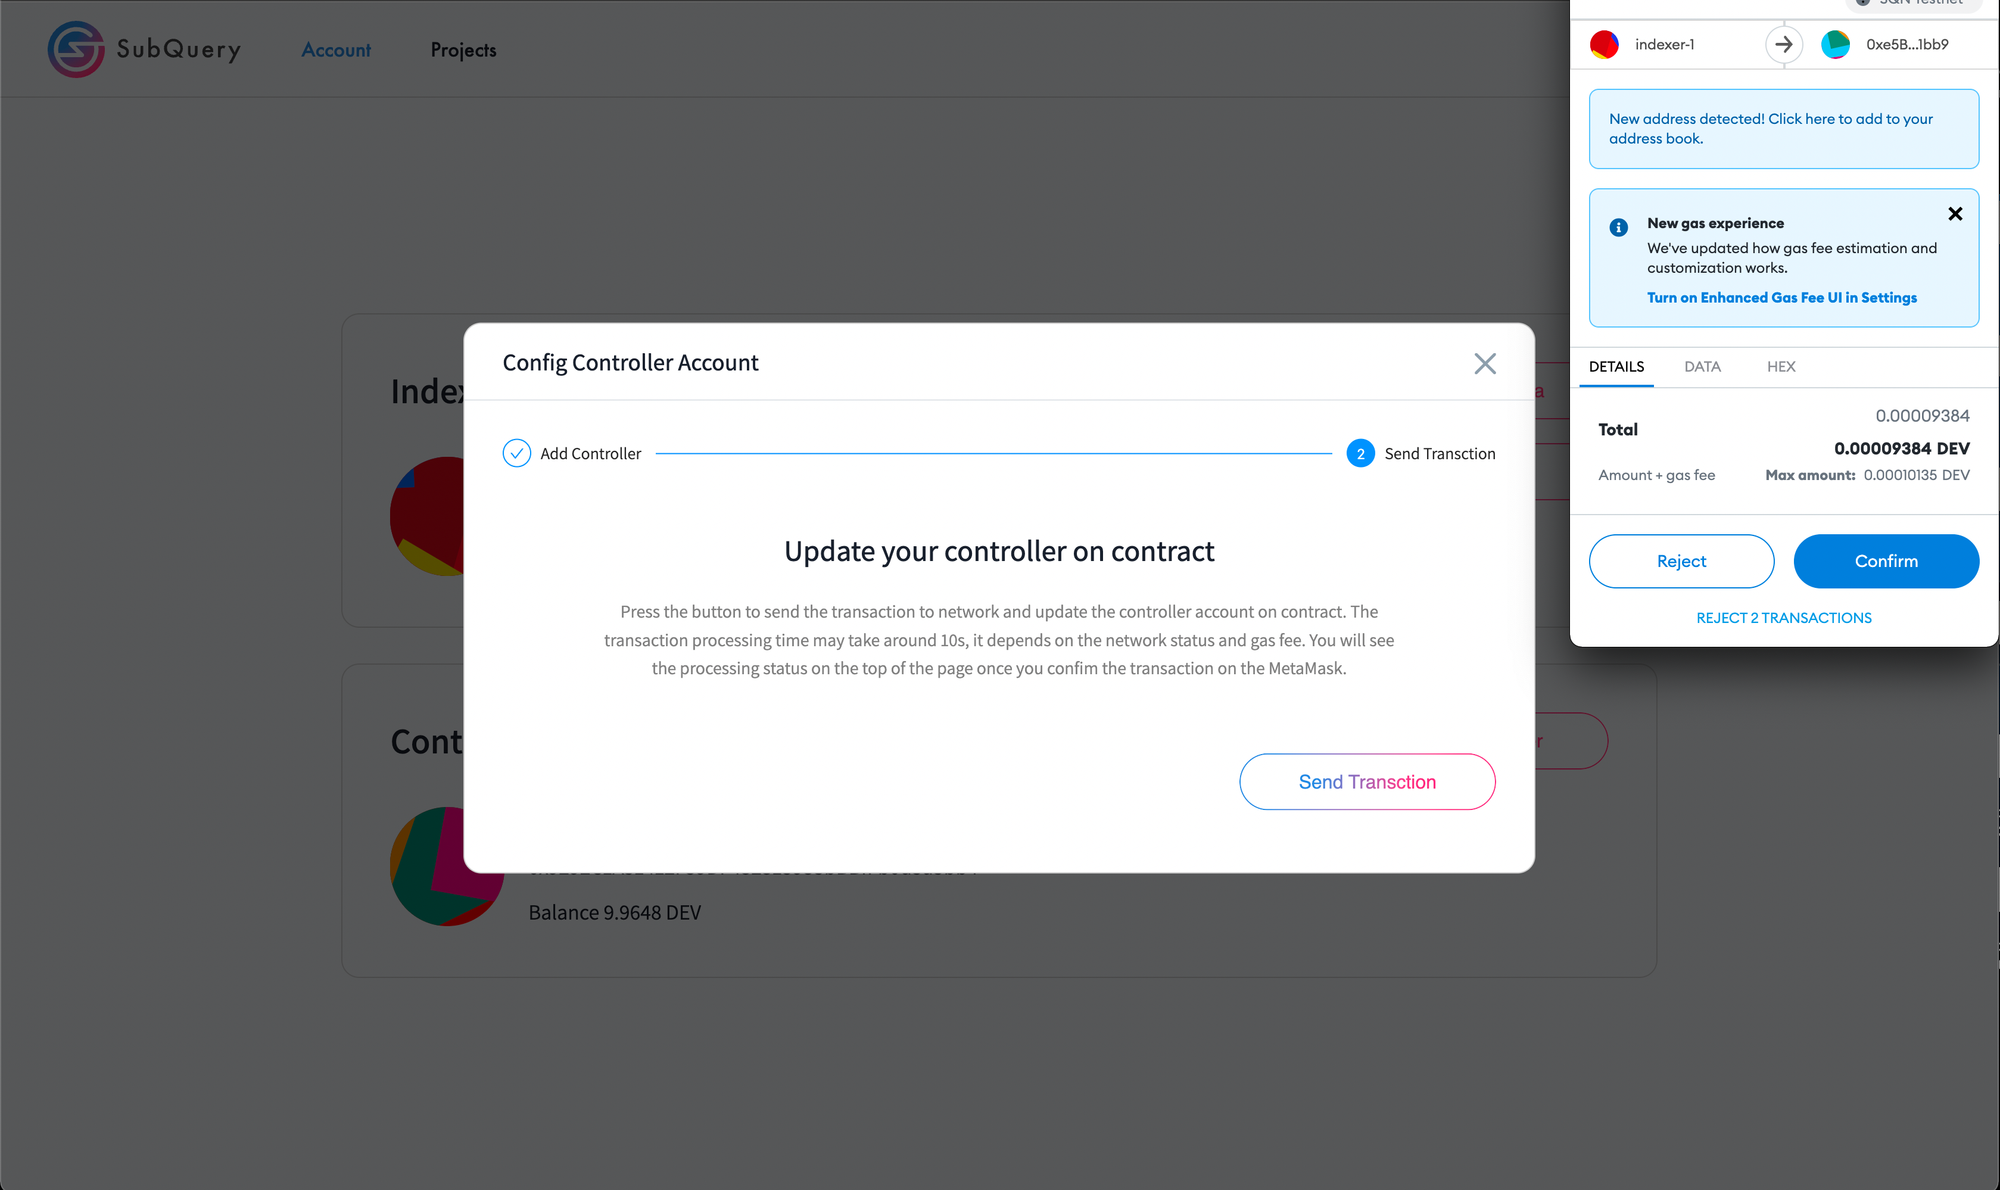 SubQuery
Account
Projects
SQN Testnet
indexer-1
0xe5B...1bb9
New address detected! Click here to add to your
address book.
New gas experience
We've updated how gas fee estimation and
customization works.
Turn on Enhanced Gas Fee UI in Settings
DETAILS
DATA
HEX
Total
0.00009384
0.00009384 DEV
Amount + gas fee
Max amount: 0.00010135 DEV
Reject
Confirm
REJECT 2 TRANSACTIONS
Config Controller Account
Add Controller
2 Send Transction
Update your controller on contract
Press the button to send the transaction to network and update the controller account on contract. The
transaction processing time may take around 10s, it depends on the network status and gas fee. You will see
the processing status on the top of the page once you confim the transaction on the MetaMask.
Send Transction
Balance 9.9648 DEV